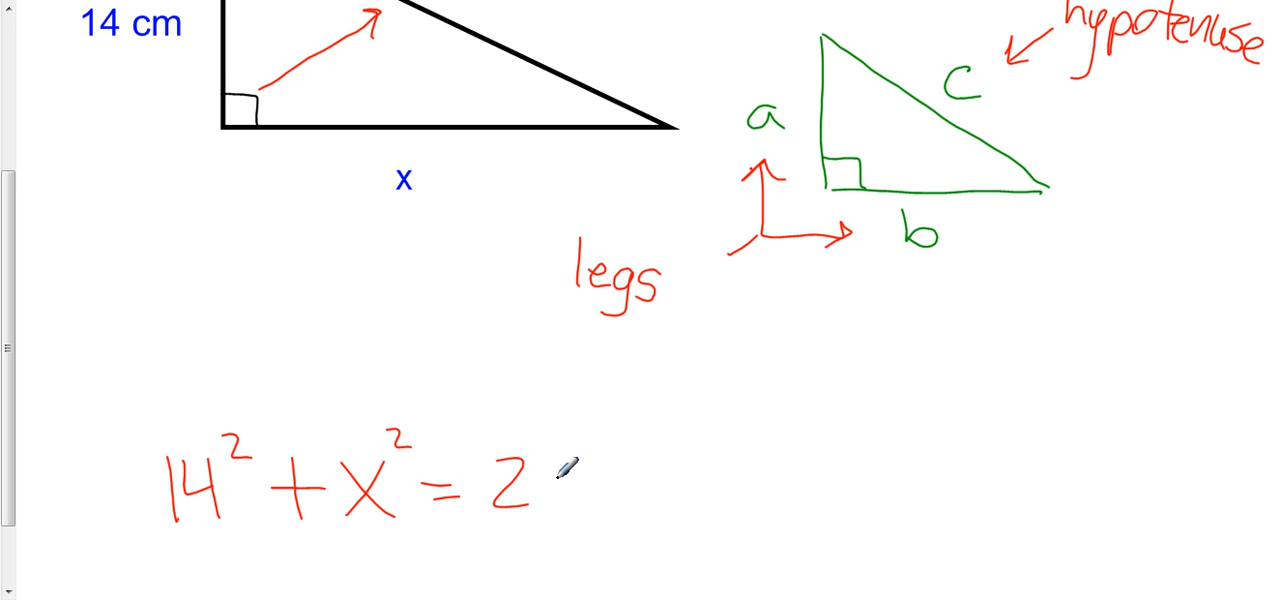 14 cm
hypotenuse
c
a
x
b
legs
14² + x² = 2